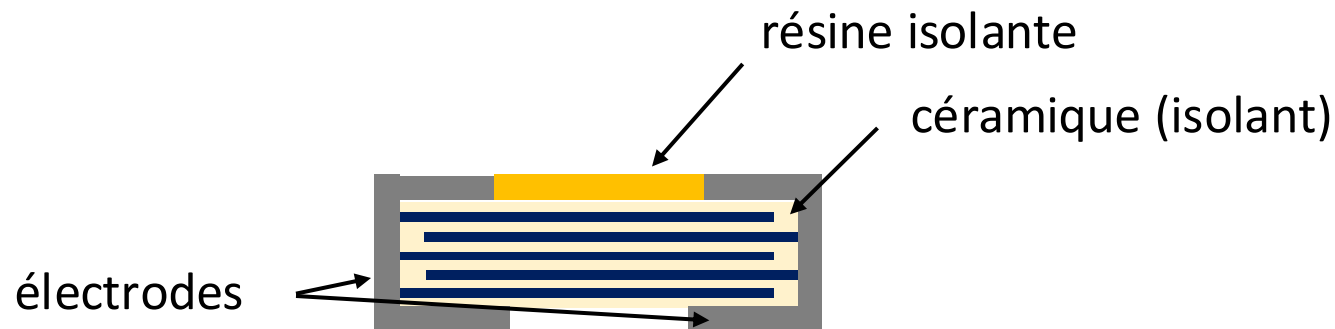 résine isolante
céramique (isolant)
électrodes